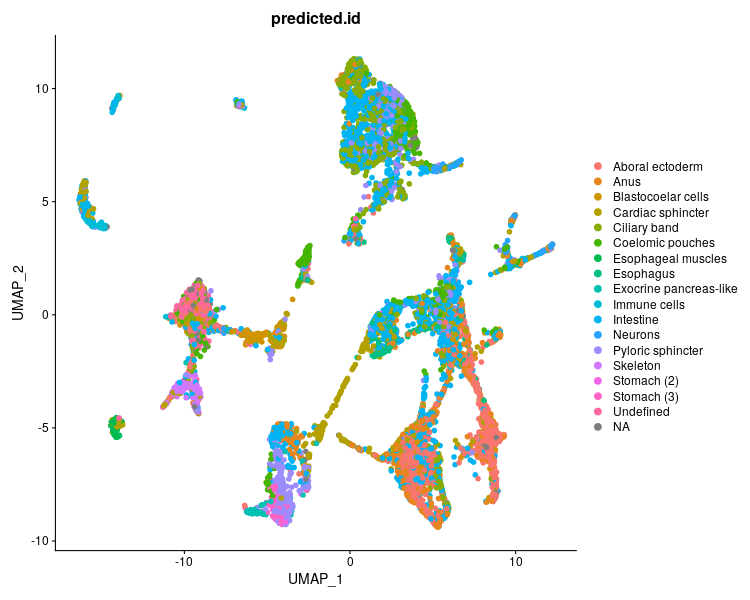 predicted.id
10
5
0
-5
-10
UMAP_2
-10
0
10
UMAP_1
Aboral ectoderm
Anus
Blastocoelar cells
Cardiac sphincter
Ciliary band
Coelomic pouches
Esophageal muscles
Esophagus
Exocrine pancreas-like
Immune cells
Intestine
Neurons
Pyloric sphincter
Skeleton
Stomach (2)
Stomach (3)
Undefined
NA